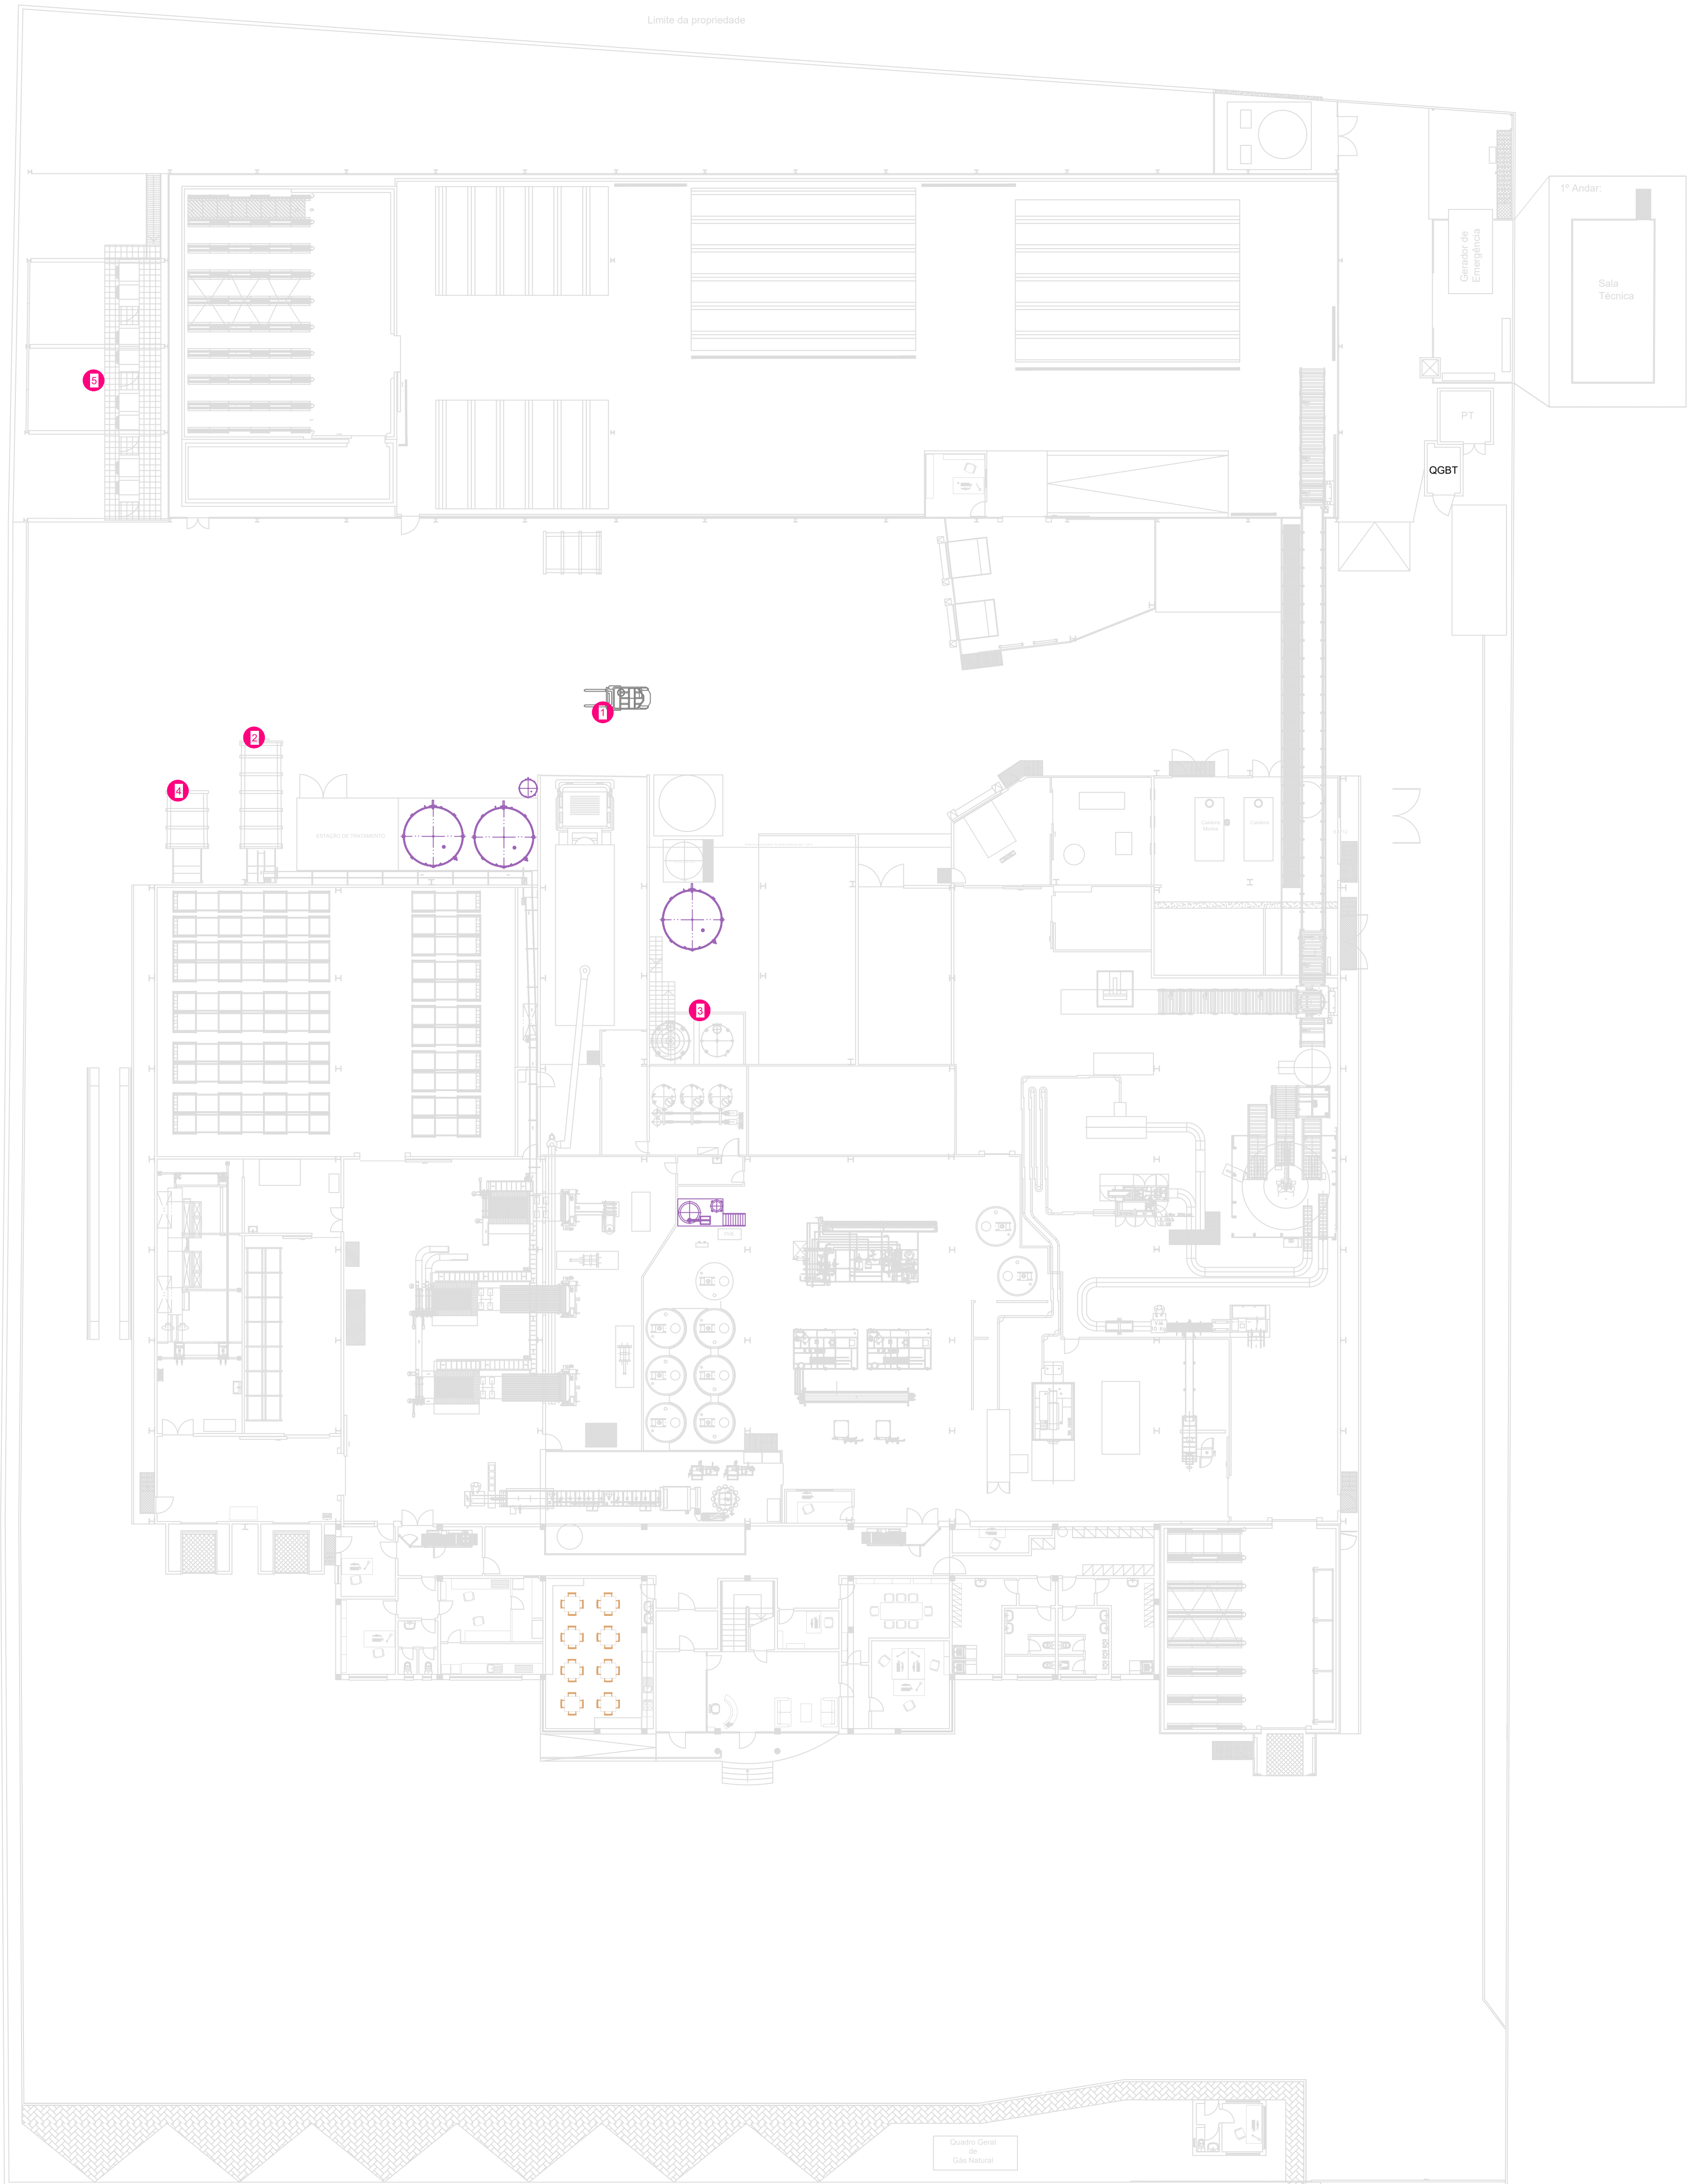 Limite da propriedade
1º Andar:
Gerador de
Emergência
Sala
Técnica
5
PT
QGBT
1
2
4
ESTAÇÃO DE TRATAMENTO
3
Quadro Geral
de
Gás Natural